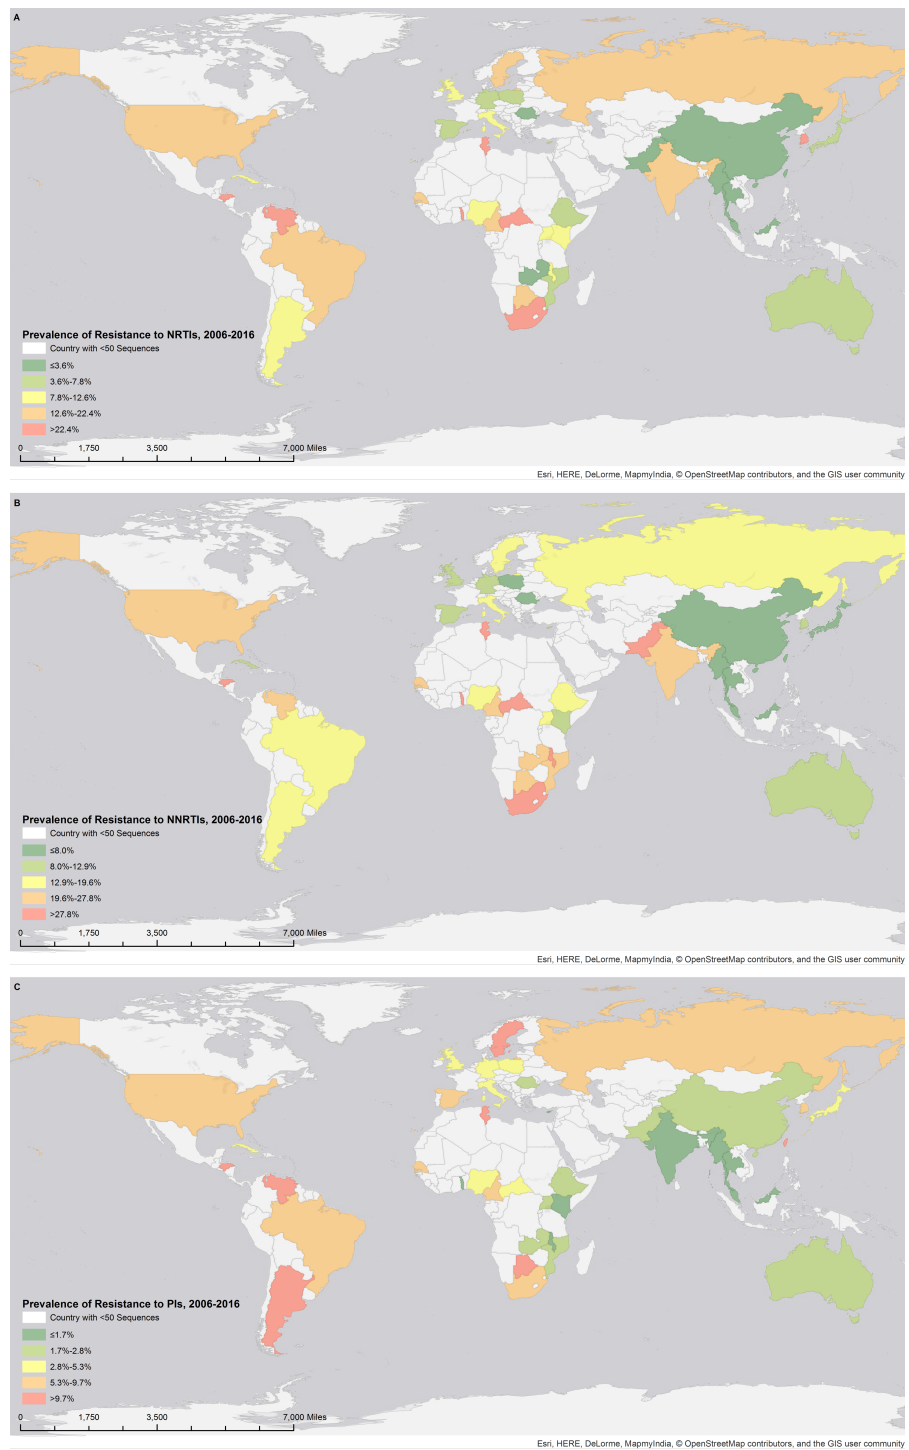 A
Prevalence of Resistance to NRTIs, 2006-2016
Country with <50 Sequences
≤3.6%
3.6%-7.8%
7.8%-12.6%
12.6%-22.4%
>22.4%
0 1,750 3,500 7,000 Miles
Esri, HERE, DeLorme, MapmyIndia, © OpenStreetMap contributors, and the GIS user community
B
Prevalence of Resistance to NNRTIs, 2006-2016
Country with <50 Sequences
≤8.0%
8.0%-12.9%
12.9%-19.6%
19.6%-27.8%
>27.8%
0 1,750 3,500 7,000 Miles
Esri, HERE, DeLorme, MapmyIndia, © OpenStreetMap contributors, and the GIS user community
C
Prevalence of Resistance to PIs, 2006-2016
Country with <50 Sequences
≤1.7%
1.7%-2.8%
2.8%-5.3%
5.3%-9.7%
>9.7%
0 1,750 3,500 7,000 Miles
Esri, HERE, DeLorme, MapmyIndia, © OpenStreetMap contributors, and the GIS user community